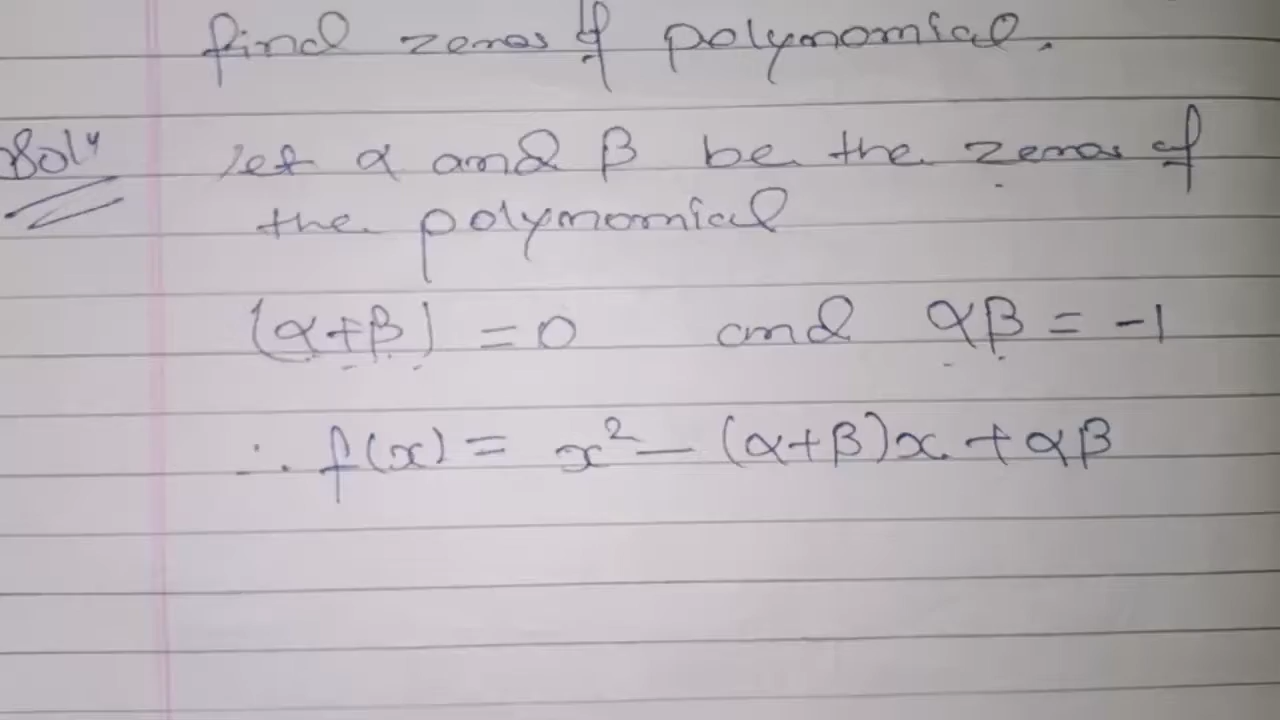 find zeros of polynomial.
Solⁿ let α and β be the zeros of
the polynomial
(α+β) = 0 and αβ = -1
∴ f(x) = x² - (α+β)x + αβ